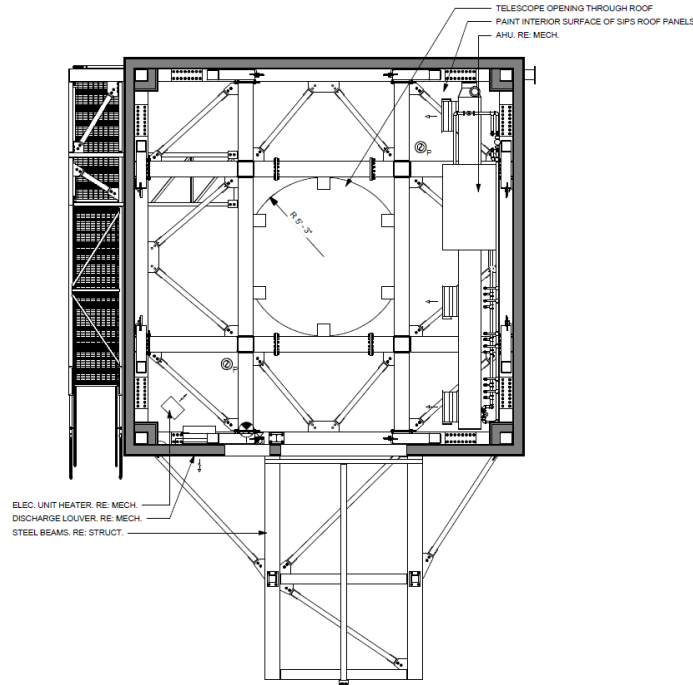 TELESCOPE OPENING THROUGH ROOF
PAINT INTERIOR SURFACE OF SIPS ROOF PANELS
AHU. RE: MECH.
P
R 5' - 3"
P
ELEC. UNIT HEATER. RE: MECH.
DISCHARGE LOUVER. RE: MECH.
STEEL BEAMS. RE: STRUCT.